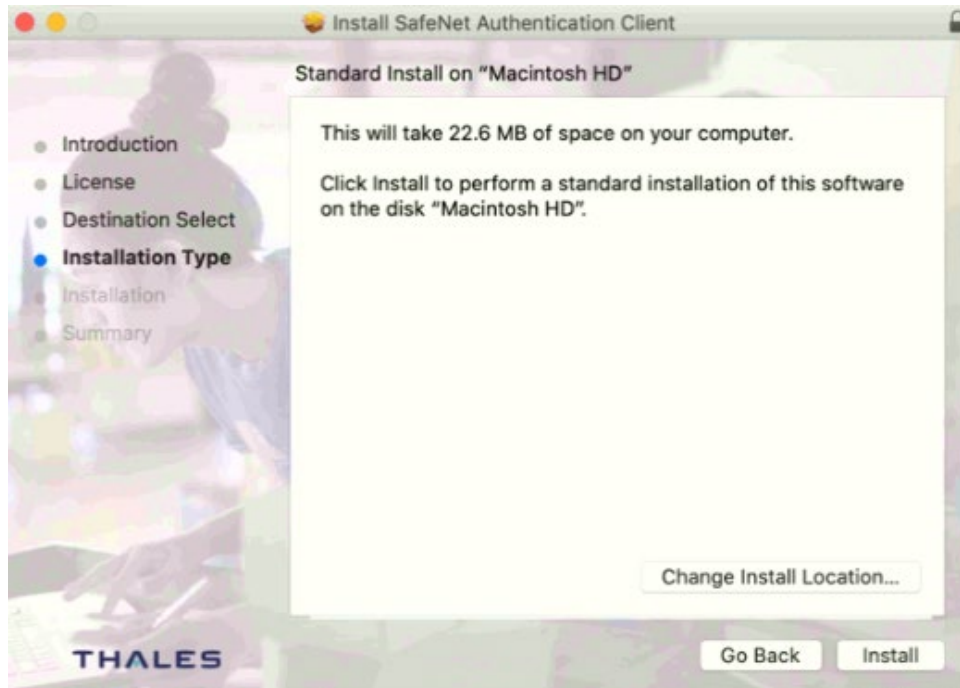 Install SafeNet Authentication Client
Standard Install on “Macintosh HD”
Introduction
License
Destination Select
Installation Type
Installation
Summary
This will take 22.6 MB of space on your computer.
Click Install to perform a standard installation of this software
on the disk “Macintosh HD”.
Change Install Location...
THALES
Go Back
Install